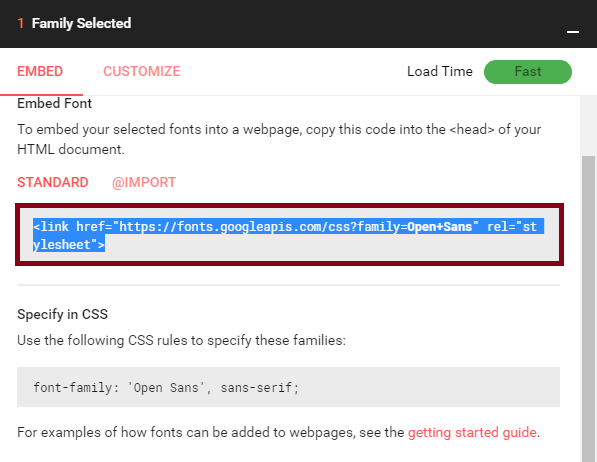 1 Family Selected
EMBED CUSTOMIZE Load Time Fast
Embed Font
To embed your selected fonts into a webpage, copy this code into the <head> of your
HTML document.
STANDARD @IMPORT
<link href="https://fonts.googleapis.com/css?family=Open+Sans" rel="st
ylesheet">
Specify in CSS
Use the following CSS rules to specify these families:
font-family: 'Open Sans', sans-serif;
For examples of how fonts can be added to webpages, see the getting started guide.